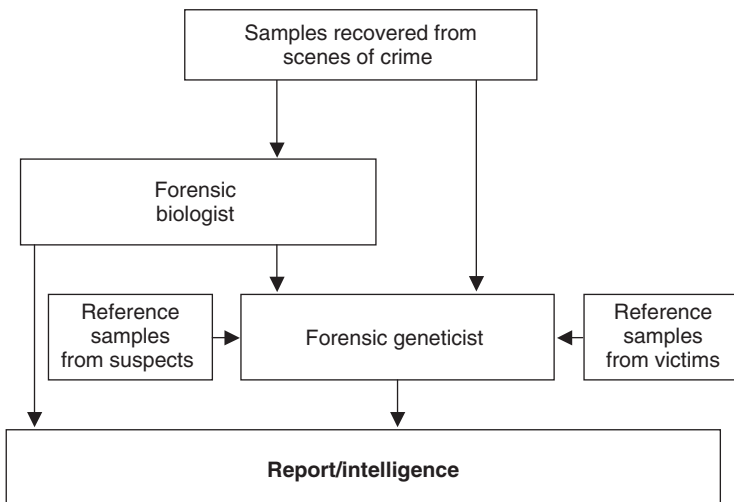 Samples recovered from
scenes of crime
Forensic
biologist
Reference
samples
from suspects
Forensic geneticist
Reference
samples
from victims
Report/intelligence